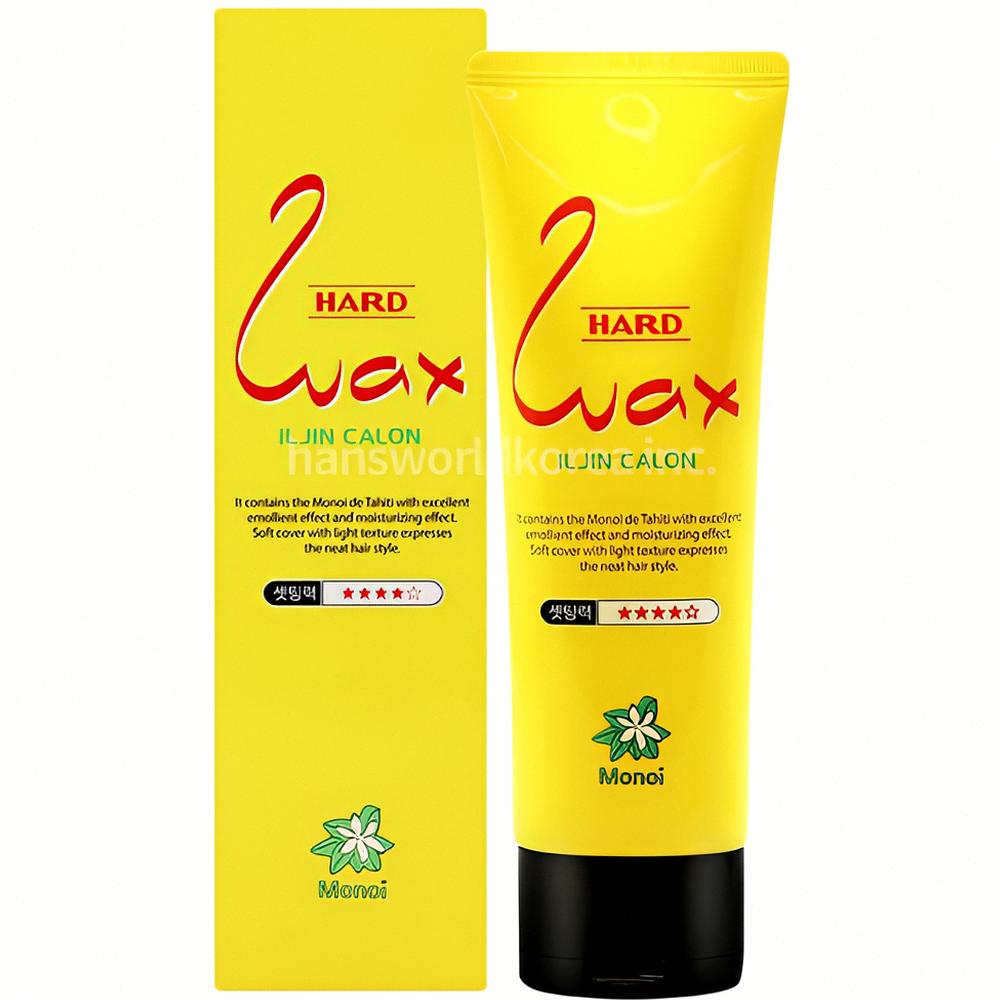 HARD
wax
ILJIN CALON
It contains the Monoi de Tahiti with excellent
emollient effect and moisturizing effect.
Soft cover with light texture expresses
the neat hair style.
셋팅력
Monoi
HARD
wax
ILJIN CALON
It contains the Monoi de Tahiti with excellent
emollient effect and moisturizing effect.
Soft cover with light texture expresses
the neat hair style.
셋팅력
Monoi
hansworldkorea inc.